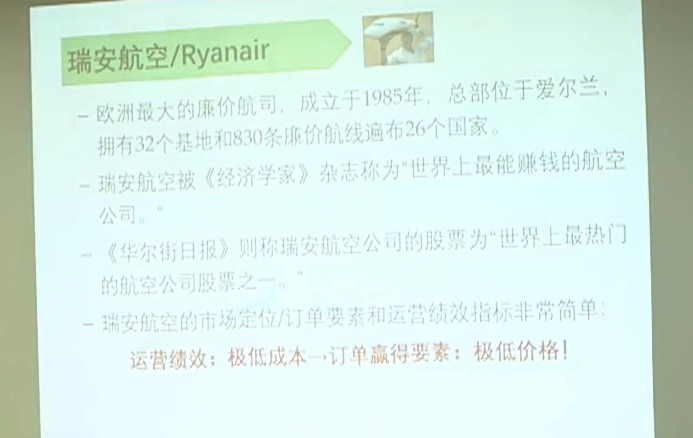 瑞安航空/Ryanair
– 欧洲最大的廉价航司，成立于1985年，总部位于爱尔兰，
拥有32个基地和830条廉价航线遍布26个国家。
– 瑞安航空被《经济学家》杂志称为“世界上最能赚钱的航空
公司。”
– 《华尔街日报》则称瑞安航空公司的股票为“世界上最热门
的航空公司股票之一。”
– 瑞安航空的市场定位/订单要素和运营绩效指标非常简单：
运营绩效：极低成本→订单赢得要素：极低价格！